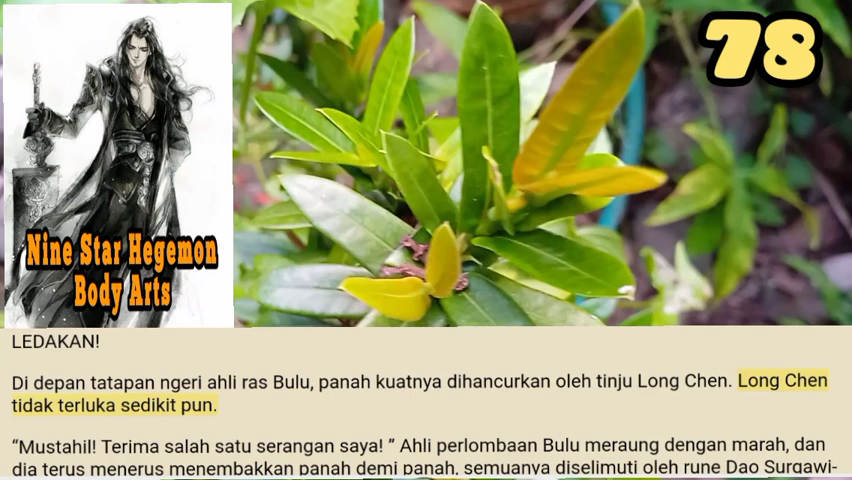 78
Nine Star Hegemon
Body Arts
LEDAKAN!
Di depan tatapan ngeri ahli ras Bulu, panah kuatnya dihancurkan oleh tinju Long Chen. Long Chen
tidak terluka sedikit pun.
“Mustahil! Terima salah satu serangan saya! ” Ahli perlombaan Bulu meraung dengan marah, dan
dia terus menerus menembakkan panah demi panah, semuanya diselimuti oleh rune Dao Surgawi-